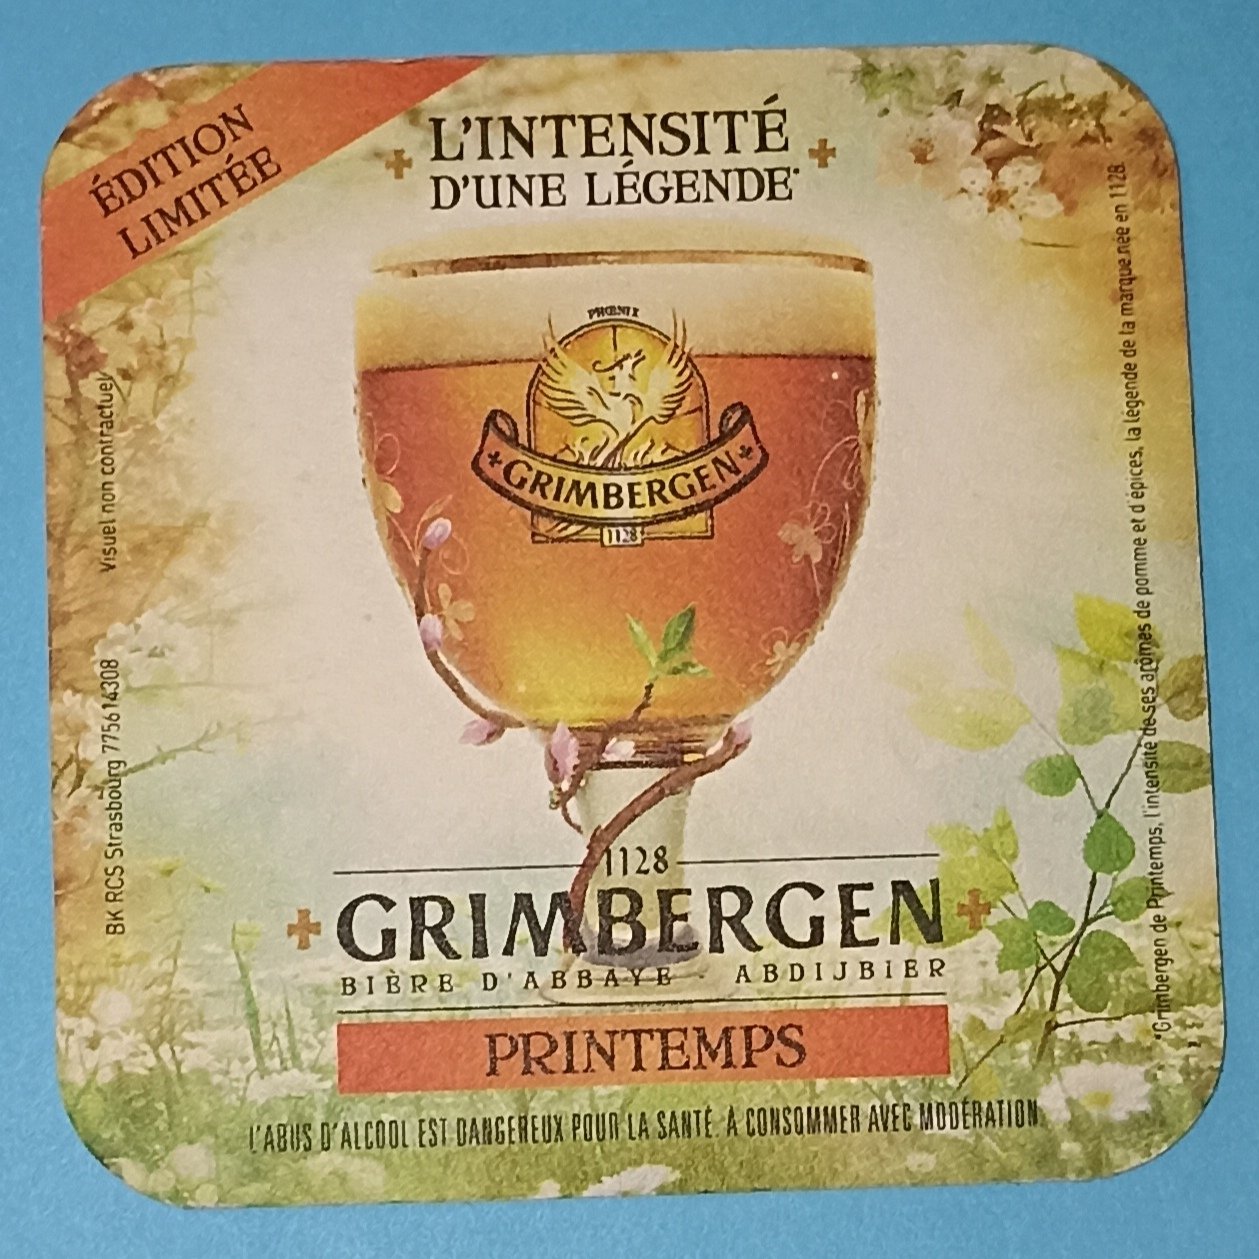 ÉDITION
LIMITÉE
L'INTENSITÉ
D'UNE LÉGENDE*
PHŒNIX
GRIMBERGEN
1128
1128
GRIMBERGEN
BIÈRE D'ABBAYE - ABDIJBIER
PRINTEMPS
L'ABUS D'ALCOOL EST DANGEREUX POUR LA SANTÉ. À CONSOMMER AVEC MODÉRATION.
BK RCS Strasbourg 775614308
Visuel non contractuel
*Grimbergen de Printemps, l'intensité de ses arômes de pomme et d'épices, la légende de la marque née en 1128